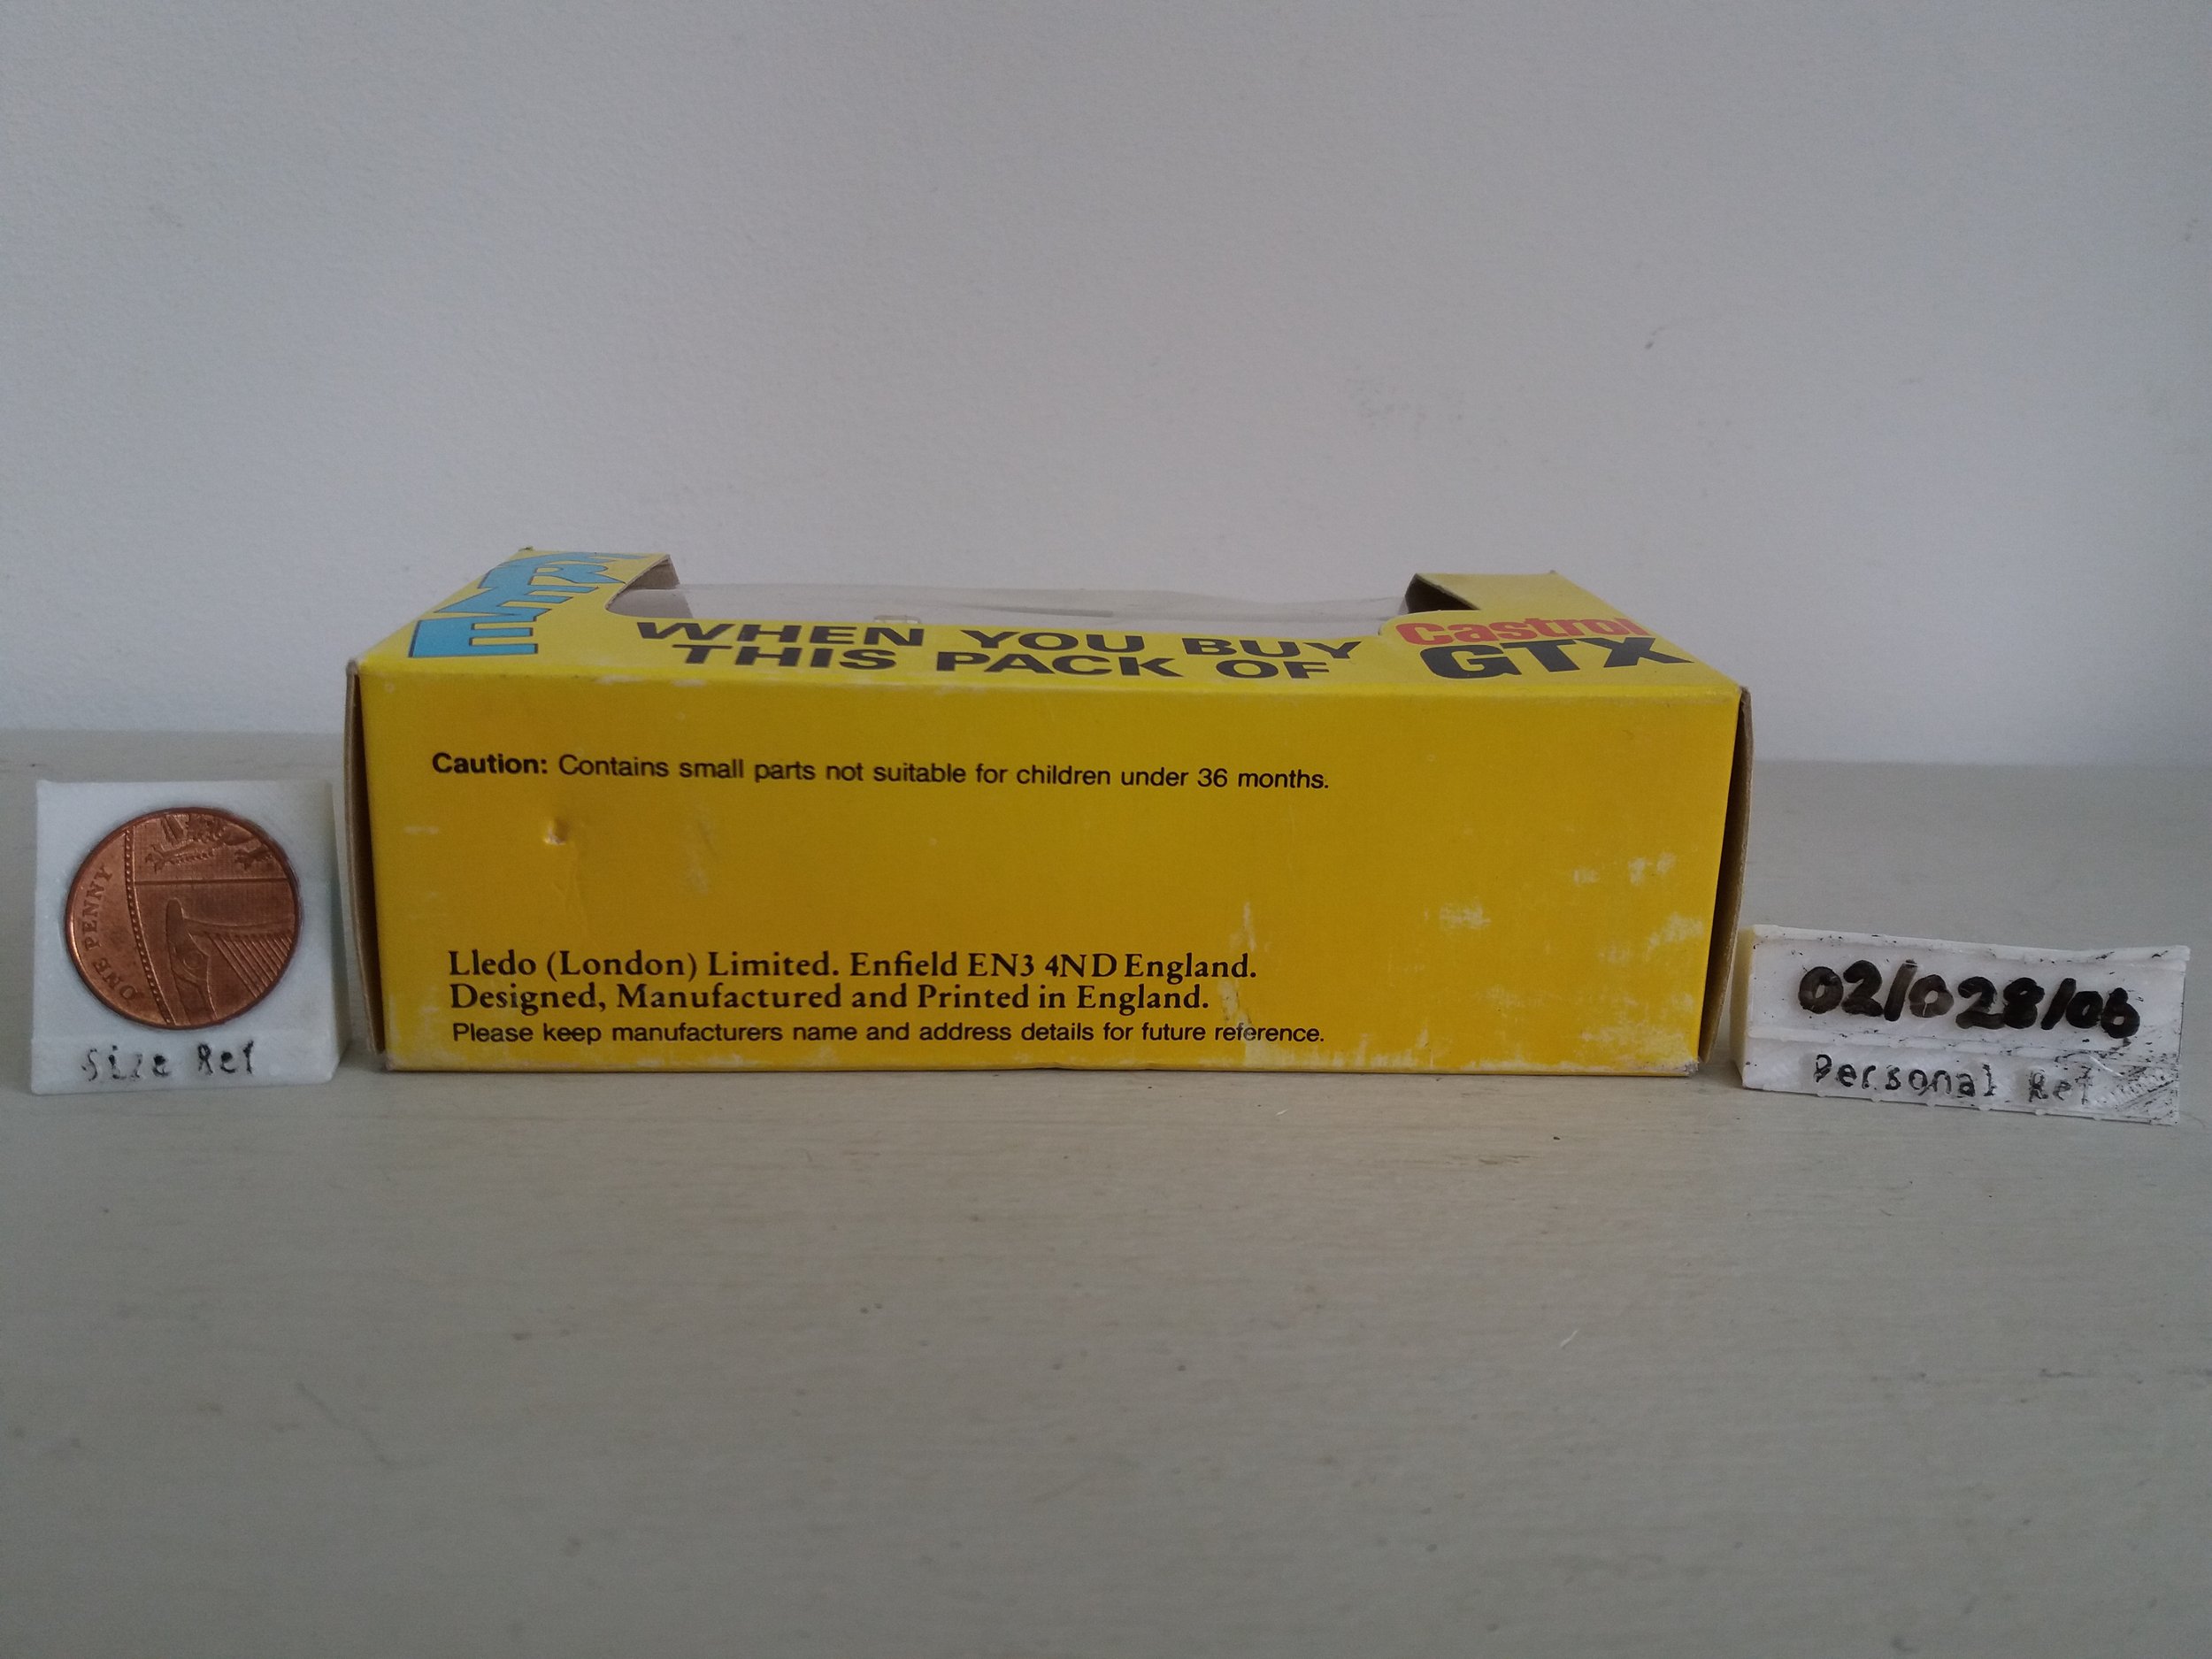 WHEN YOU BUY
THIS PACK OF
Castrol
GTX
Caution: Contains small parts not suitable for children under 36 months.
Lledo (London) Limited. Enfield EN3 4ND England.
Designed, Manufactured and Printed in England.
Please keep manufacturers name and address details for future reference.
ONE PENNY
Size Ref
02/028/06
Personal Ref